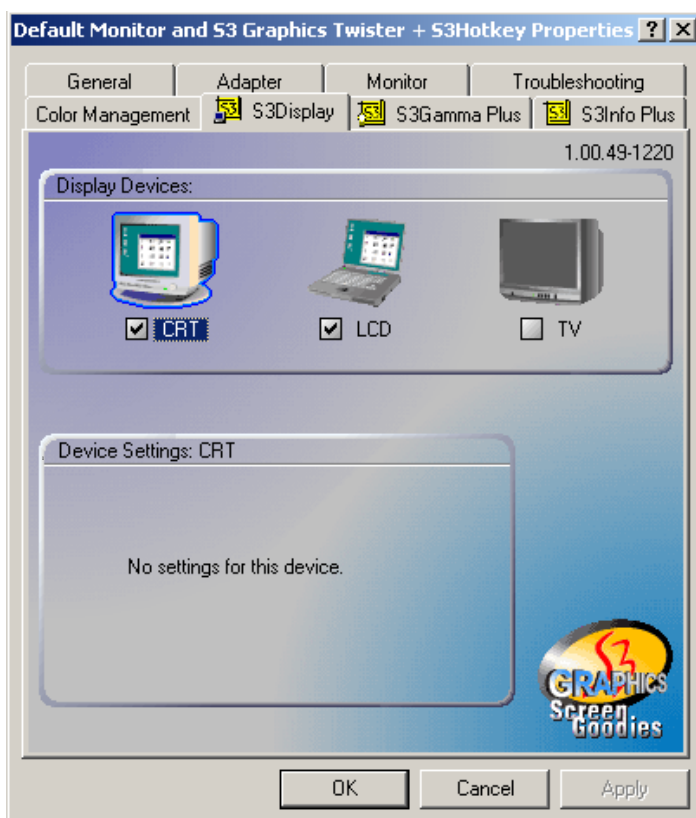 Default Monitor and S3 Graphics Twister + S3Hotkey Properties ? X
General Adapter Monitor Troubleshooting
Color Management S3Display S3Gamma Plus S3Info Plus
1.00.49-1220
Display Devices:
CRT LCD TV
Device Settings: CRT
No settings for this device.
S3
GRAPHICS
Screen
Goodies
OK Cancel Apply